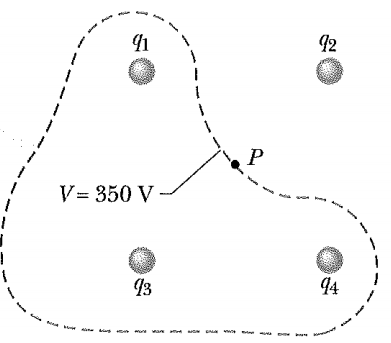 q1 q2
P
V = 350 V
q3 q4